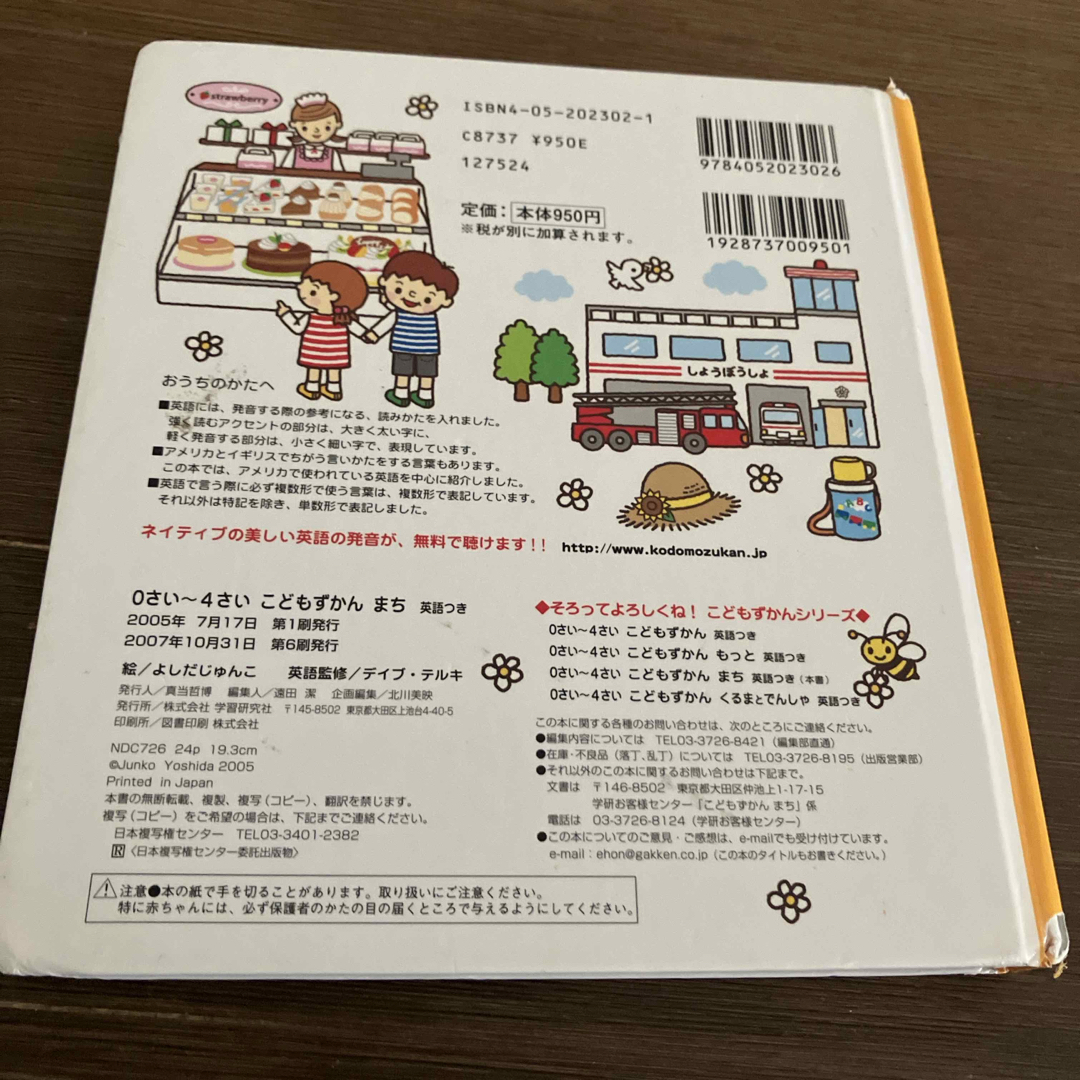 strawberry
ISBN4-05-202302-1
C8737 ¥950E
127524
9784052023026
定価：本体950円
※税が別に加算されます。
1928737009501
しょうぼうしょ
おうちのかたへ
■英語には、発音する際の参考になる、読みかたを入れました。
強く読むアクセントの部分は、大きく太い字に、
軽く発音する部分は、小さく細い字で、表現しています。
■アメリカとイギリスでちがう言いかたをする言葉もあります。
この本では、アメリカで使われている英語を中心に紹介しました。
■英語で言う際に必ず複数形で使う言葉は、複数形で表記しています。
それ以外は特記を除き、単数形で表記しました。
ABC
ネイティブの美しい英語の発音が、無料で聴けます！！ http://www.kodomozukan.jp
0さい〜4さい こどもずかん まち 英語つき
2005年 7月17日 第1刷発行
2007年10月31日 第6刷発行
絵／よしだじゅんこ 英語監修／デイブ・テルキ
発行人／真当哲博 編集人／遠田 潔 企画編集／北川美映
発行所／株式会社 学習研究社 〒145-8502 東京都大田区上池台4-40-5
印刷所／図書印刷 株式会社
NDC726 24p 19.3cm
©Junko Yoshida 2005
Printed in Japan
本書の無断転載、複製、複写（コピー）、翻訳を禁じます。
複写（コピー）をご希望の場合は、下記までご連絡ください。
日本複写権センター TEL03-3401-2382
R〈日本複写権センター委託出版物〉
◆そろってよろしくね！ こどもずかんシリーズ◆
0さい〜4さい こどもずかん 英語つき
0さい〜4さい こどもずかん もっと 英語つき
0さい〜4さい こどもずかん まち 英語つき（本書）
0さい〜4さい こどもずかん くるまとでんしゃ 英語つき
この本に関する各種のお問い合わせは、次のところにご連絡ください。
●編集内容については TEL03-3726-8421（編集部直通）
●在庫・不良品（落丁、乱丁）については TEL03-3726-8195（出版営業部）
●それ以外のこの本に関するお問い合わせは下記まで。
文書は 〒146-8502 東京都大田区仲池上1-17-15
学研お客様センター「こどもずかん まち」係
電話は 03-3726-8124（学研お客様センター）
●この本についてのご意見・ご感想は、e-mailでも受け付けています。
e-mail：ehon@gakken.co.jp（この本のタイトルもお書きください。）
注意●本の紙で手を切ることがあります。取り扱いにご注意ください。
特に赤ちゃんには、必ず保護者のかたの目の届くところで与えるようにしてください。